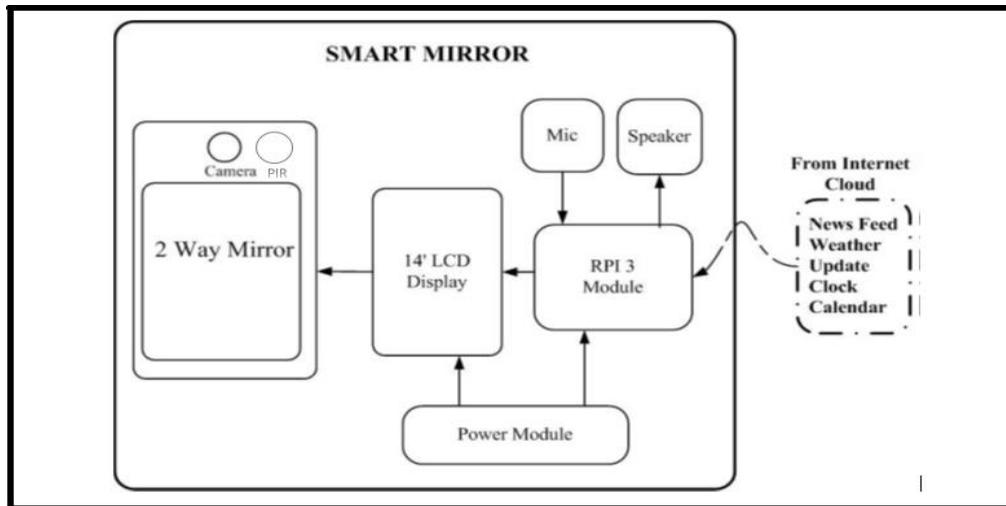 SMART MIRROR
Mic
Speaker
Camera
PIR
2 Way Mirror
14' LCD
Display
RPI 3
Module
Power Module
From Internet
Cloud
News Feed
Weather
Update
Clock
Calendar